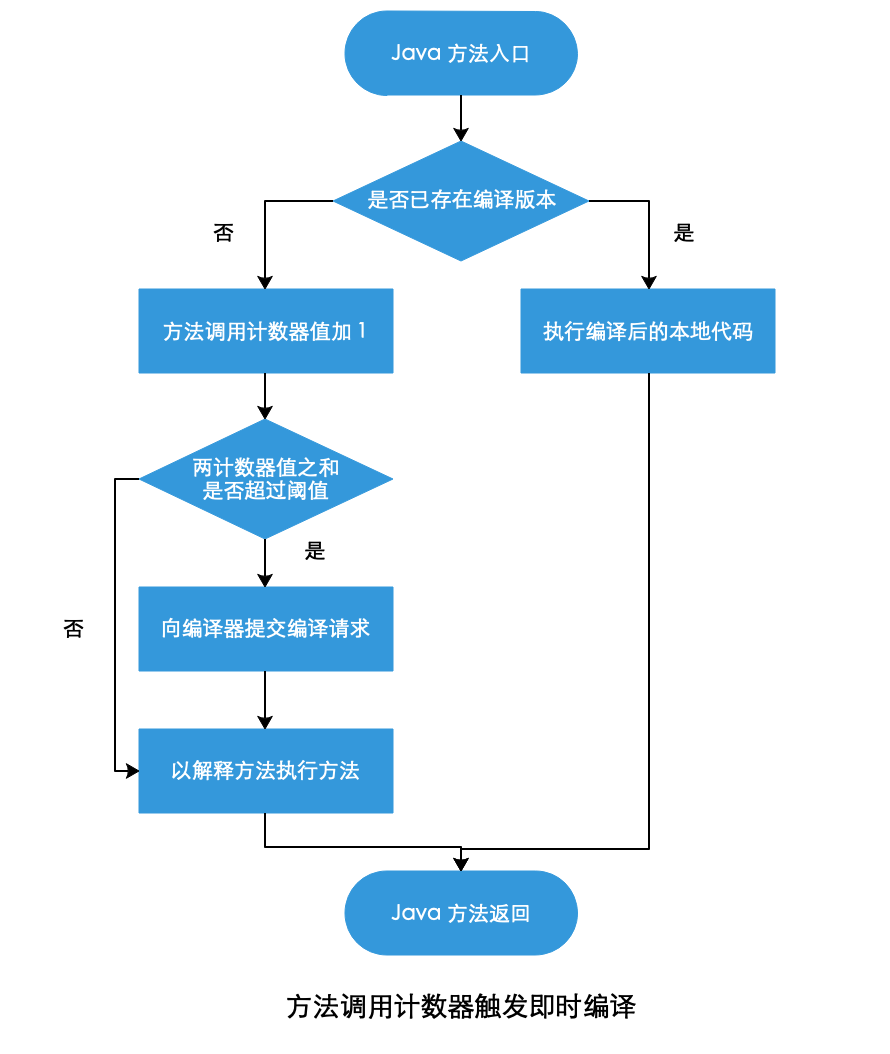 Java 方法入口
是否已存在编译版本
否
是
方法调用计数器值加 1
执行编译后的本地代码
两计数器值之和
是否超过阈值
是
否
向编译器提交编译请求
以解释方法执行方法
Java 方法返回
方法调用计数器触发即时编译